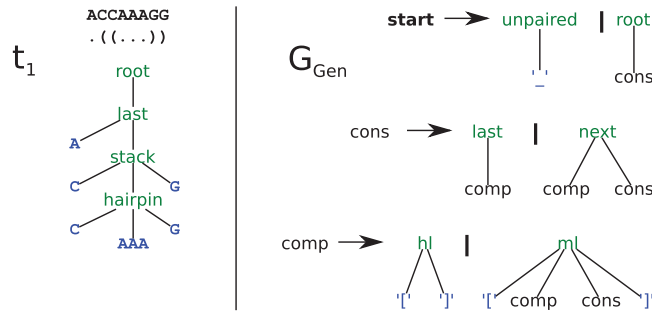 ACCAAAGG
.((...))
t1
root
last
A
stack
C G
hairpin
C G
AAA
GGen
start unpaired | root
'_' cons
cons last | next
comp comp cons
comp hl | ml
'[' ']' '[' comp cons ']'